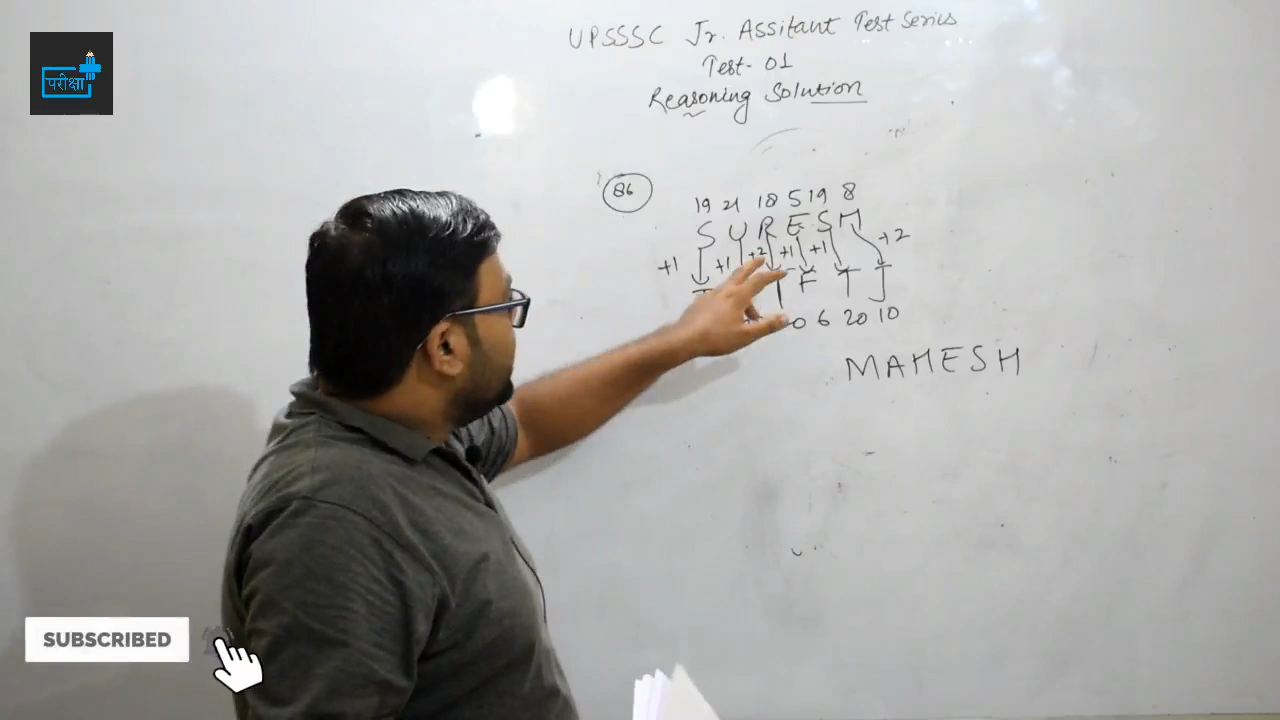 परीक्षा
UPSSSC Jr. Assitant Test Series
Test-01
Reasoning Solution
86
19 21 18 5 19 8
S U R E S H
+1 +1 +2 +1 +1 +2
T F T J
6 20 10
MAHESH
SUBSCRIBED